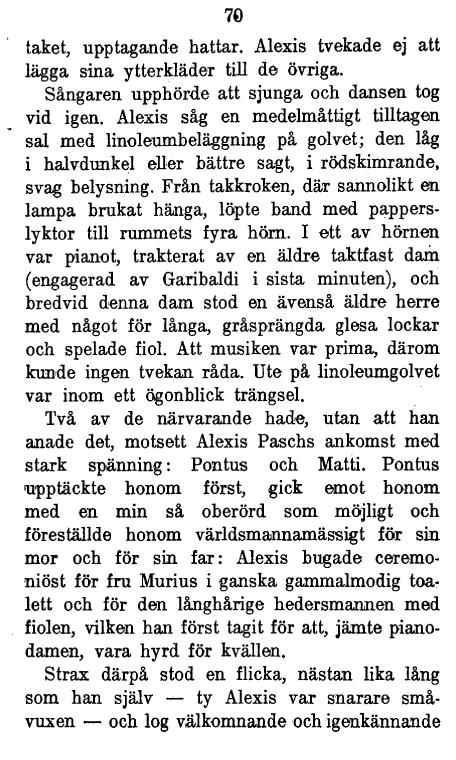 70
taket, upptagande hattar. Alexis tvekade ej att
lägga sina ytterkläder till de övriga.
Sångaren upphörde att sjunga och dansen tog
vid igen. Alexis såg en medelmåttigt tilltagen
sal med linoleumbeläggning på golvet; den låg
i halvdunkel eller bättre sagt, i rödskimrande,
svag belysning. Från takkroken, där sannolikt en
lampa brukat hänga, löpte band med pappers-
lyktor till rummets fyra hörn. I ett av hörnen
var pianot, trakterat av en äldre taktfast dam
(engagerad av Garibaldi i sista minuten), och
bredvid denna dam stod en ävenså äldre herre
med något för långa, gråsprängda glesa lockar
och spelade fiol. Att musiken var prima, därom
kunde ingen tvekan råda. Ute på linoleumgolvet
var inom ett ögonblick trängsel.
Två av de närvarande hade, utan att han
anade det, motsett Alexis Paschs ankomst med
stark spänning: Pontus och Matti. Pontus
upptäckte honom först, gick emot honom
med en min så oberörd som möjligt och
föreställde honom världsmannamässigt för sin
mor och för sin far: Alexis bugade ceremo-
niöst för fru Murius i ganska gammalmodig toa-
lett och för den långhårige hedersmannen med
fiolen, vilken han först tagit för att, jämte piano-
damen, vara hyrd för kvällen.
Strax därpå stod en flicka, nästan lika lång
som han själv — ty Alexis var snarare små-
vuxen — och log välkomnande och igenkännande